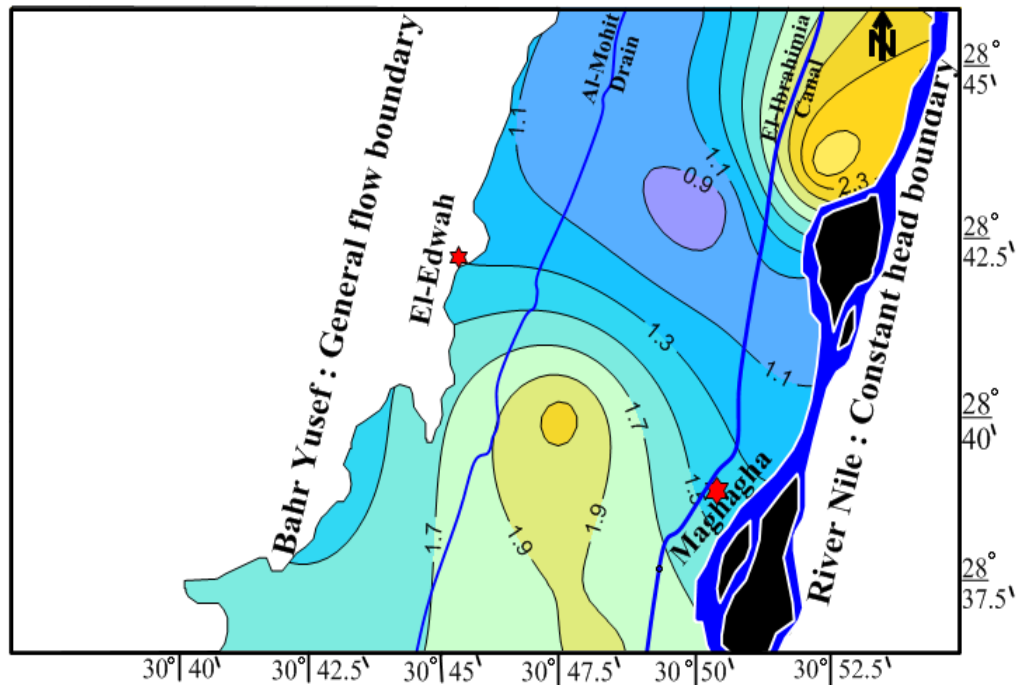 Bahr Yusef : General flow boundary
Al-Mohit
Drain
El-Ibrahimia
Canal
N
River Nile : Constant head boundary
El-Edwah
Maghagha
1.1
1.1
0.9
2.3
1.3
1.1
1.7
1.7
1.9
1.9
28°
45'
28°
42.5'
28°
40'
28°
37.5'
30° 40'
30° 42.5'
30° 45'
30° 47.5'
30° 50'
30° 52.5'